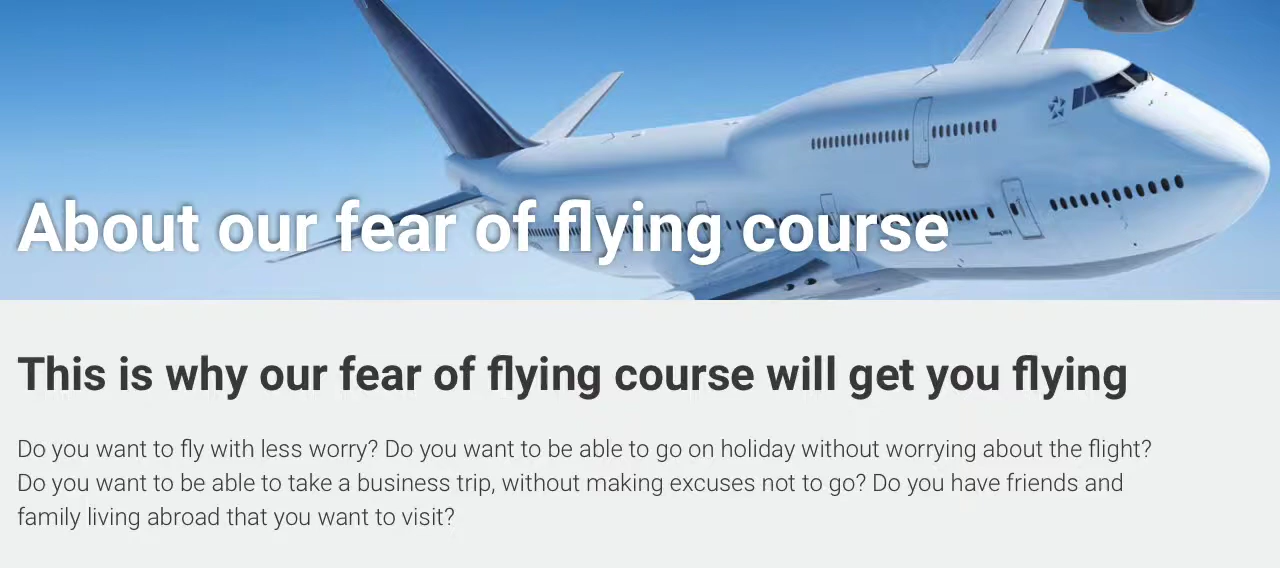 About our fear of flying course
This is why our fear of flying course will get you flying
Do you want to fly with less worry? Do you want to be able to go on holiday without worrying about the flight?
Do you want to be able to take a business trip, without making excuses not to go? Do you have friends and
family living abroad that you want to visit?